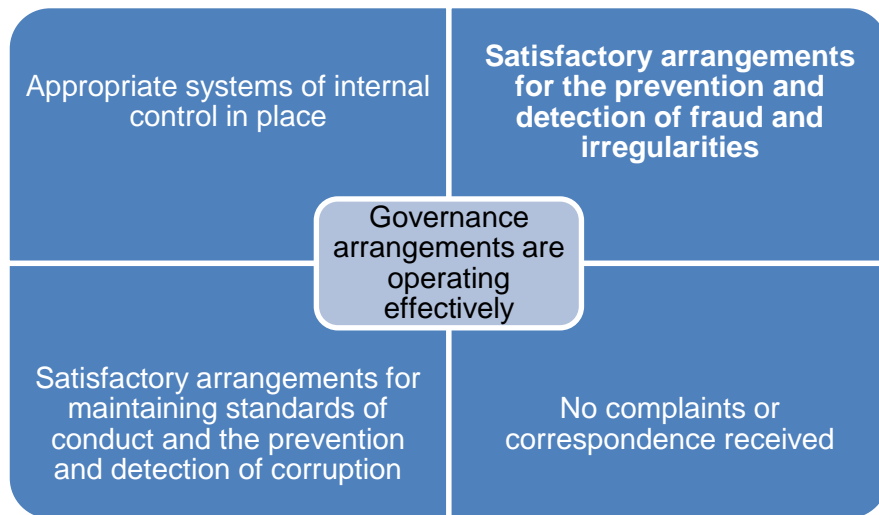 Appropriate systems of internal
control in place
Satisfactory arrangements
for the prevention and
detection of fraud and
irregularities
Governance
arrangements are
operating
effectively
Satisfactory arrangements for
maintaining standards of
conduct and the prevention
and detection of corruption
No complaints or
correspondence received